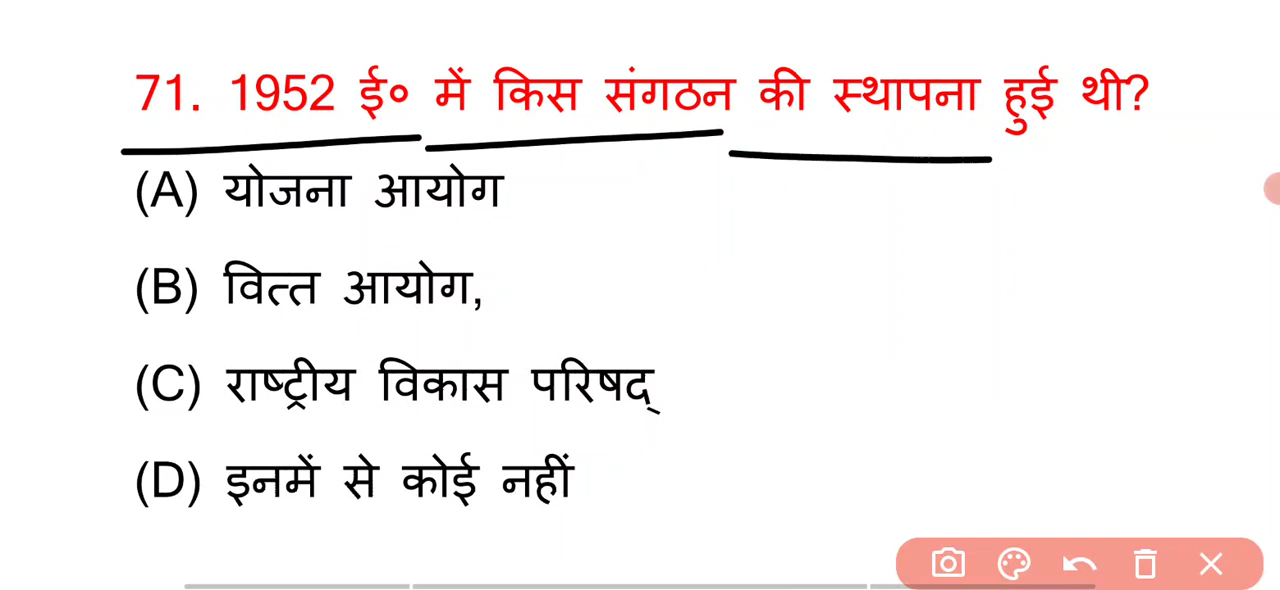 71. 1952 ई० में किस संगठन की स्थापना हुई थी?
(A) योजना आयोग
(B) वित्त आयोग,
(C) राष्ट्रीय विकास परिषद्
(D) इनमें से कोई नहीं